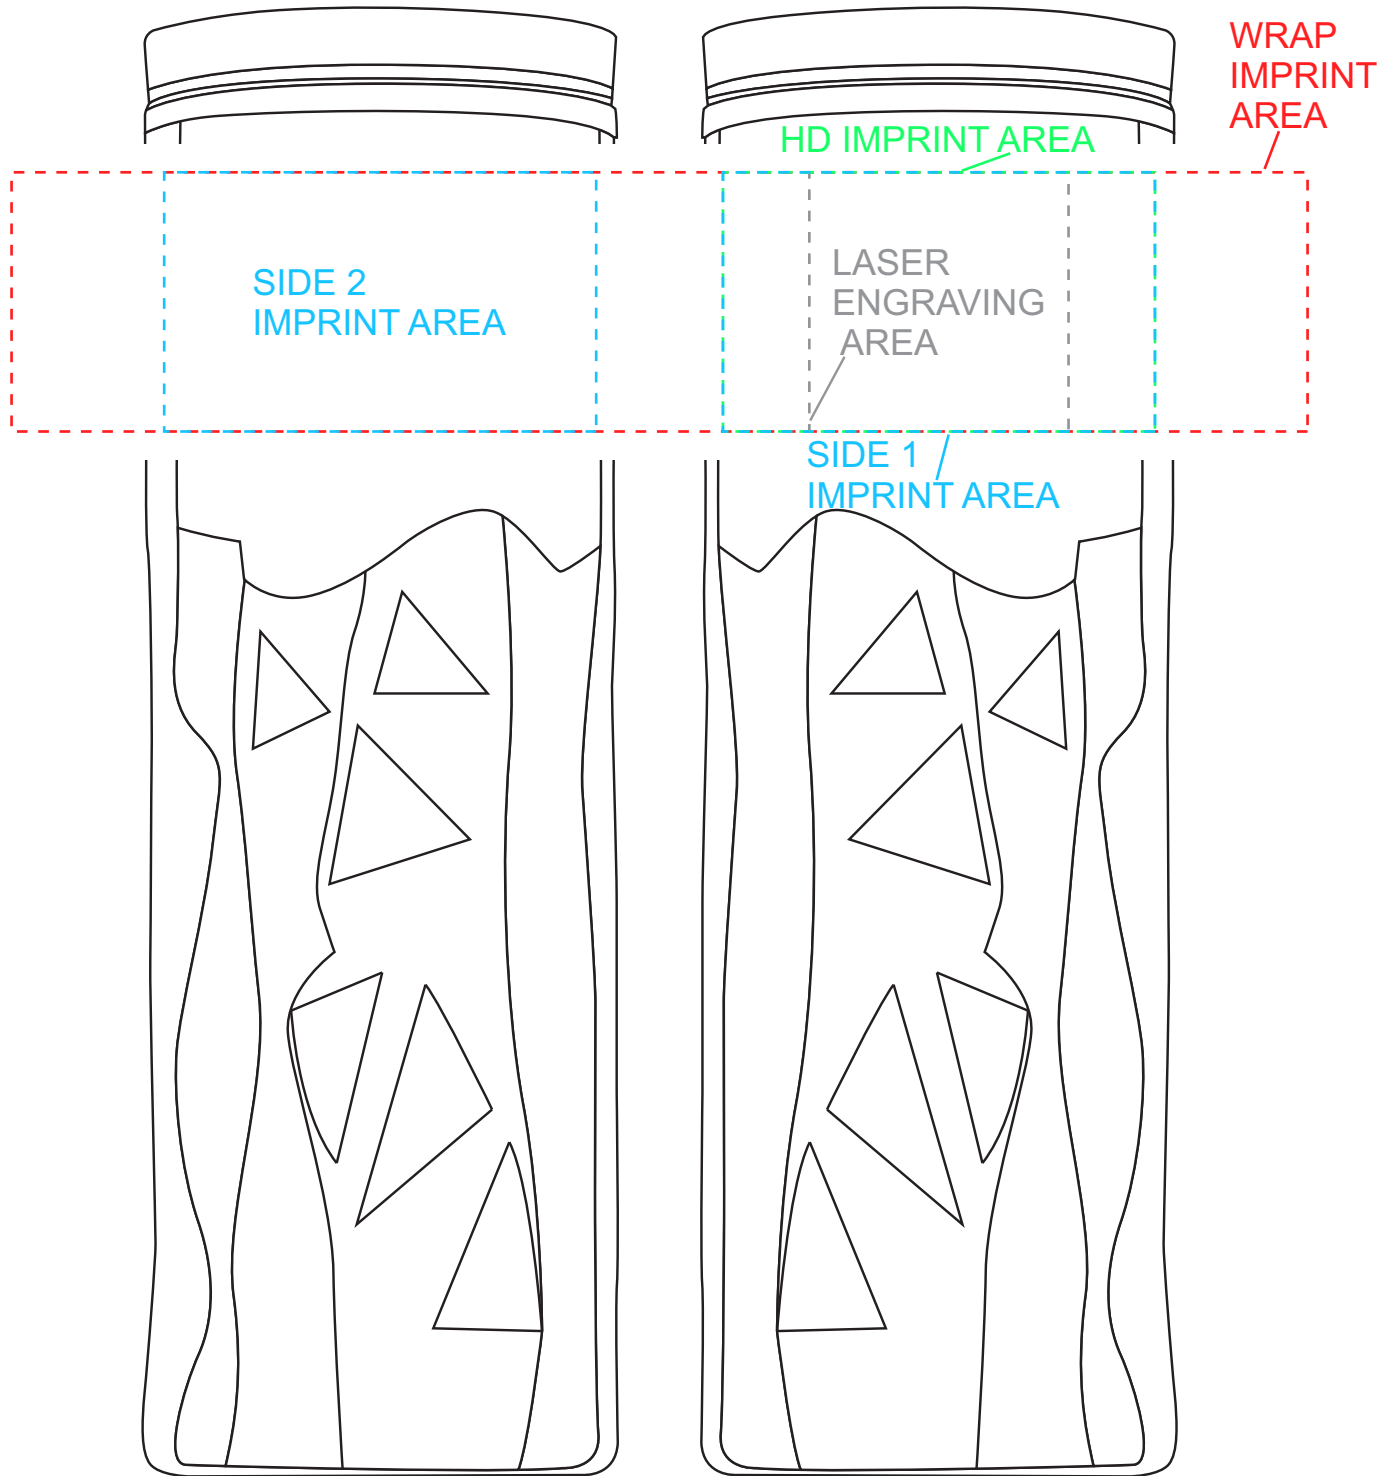 WRAP
IMPRINT
AREA
HD IMPRINT AREA
SIDE 2
IMPRINT AREA
LASER
ENGRAVING
AREA
SIDE 1
IMPRINT AREA